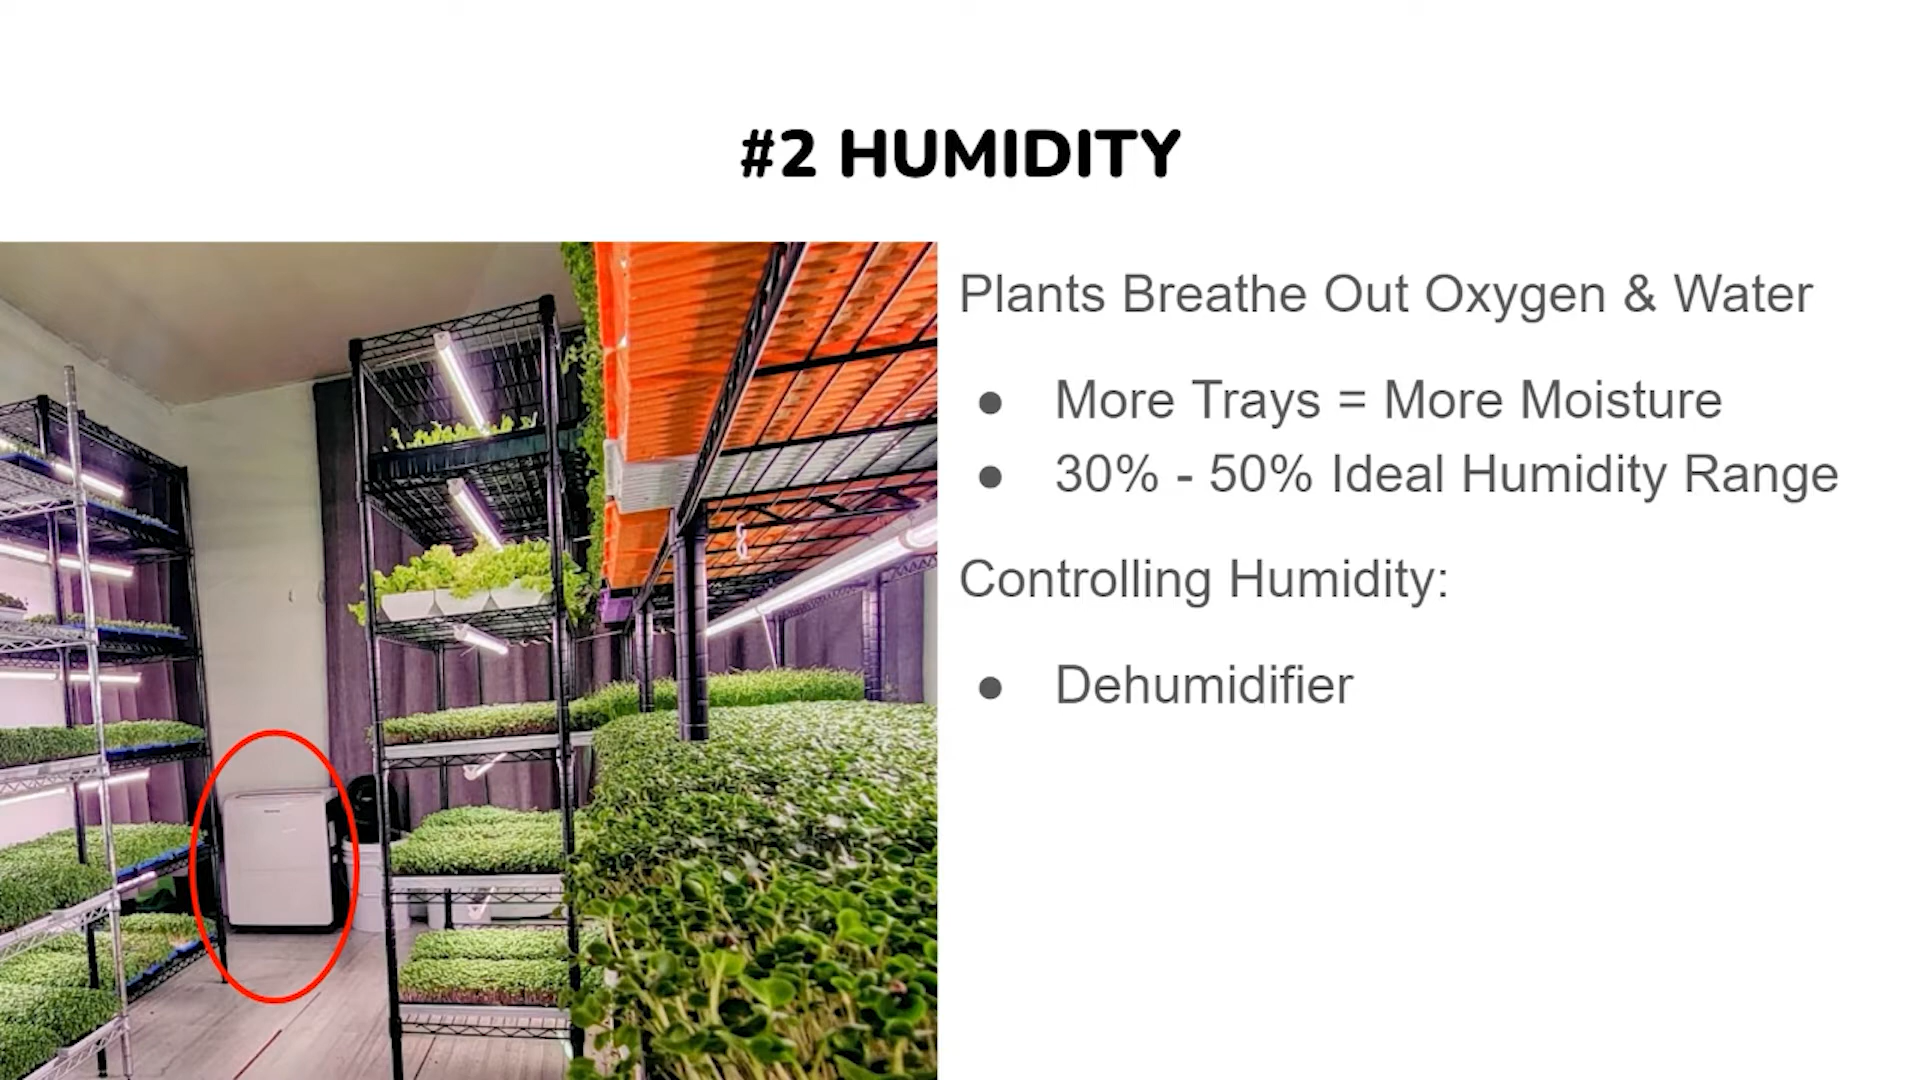 #2 HUMIDITY
Plants Breathe Out Oxygen & Water
● More Trays = More Moisture
● 30% - 50% Ideal Humidity Range
Controlling Humidity:
● Dehumidifier